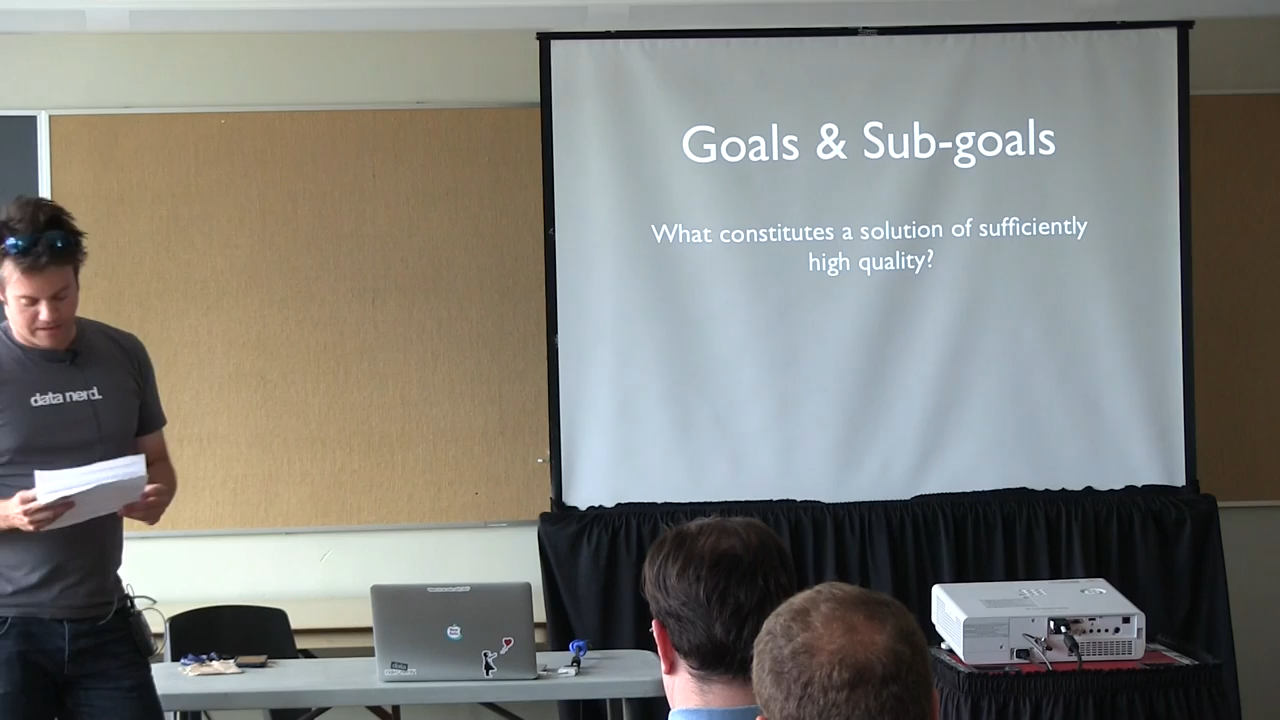 Goals & Sub-goals
What constitutes a solution of sufficiently
high quality?
data nerd.